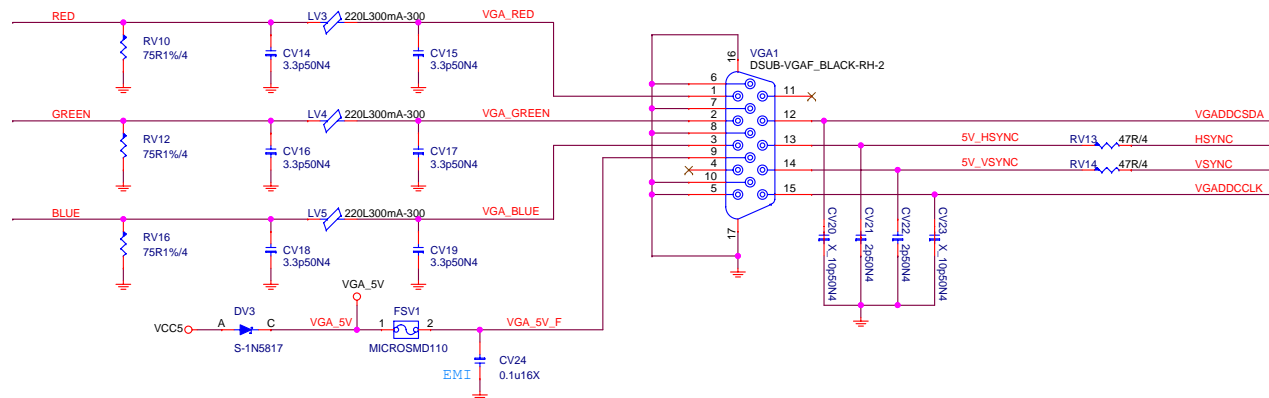 RED
LV3 220L300mA-300
VGA_RED
RV10
75R1%/4
CV14
3.3p50N4
CV15
3.3p50N4
GREEN
LV4 220L300mA-300
VGA_GREEN
RV12
75R1%/4
CV16
3.3p50N4
CV17
3.3p50N4
BLUE
LV5 220L300mA-300
VGA_BLUE
RV16
75R1%/4
CV18
3.3p50N4
CV19
3.3p50N4
VGA_5V
VCC5
A
DV3
C
S-1N5817
VGA_5V
1
FSV1
2
MICROSMD110
VGA_5V_F
EMI
CV24
0.1u16X
VGA1
DSUB-VGAF_BLACK-RH-2
16
6
1
7
2
8
3
9
4
10
5
17
11
12
13
14
15
VGADDCSDA
5V_HSYNC
RV13
47R/4
HSYNC
5V_VSYNC
RV14
47R/4
VSYNC
VGADDCCLK
CV20
X_10p50N4
CV21
2p50N4
CV22
2p50N4
CV23
X_10p50N4